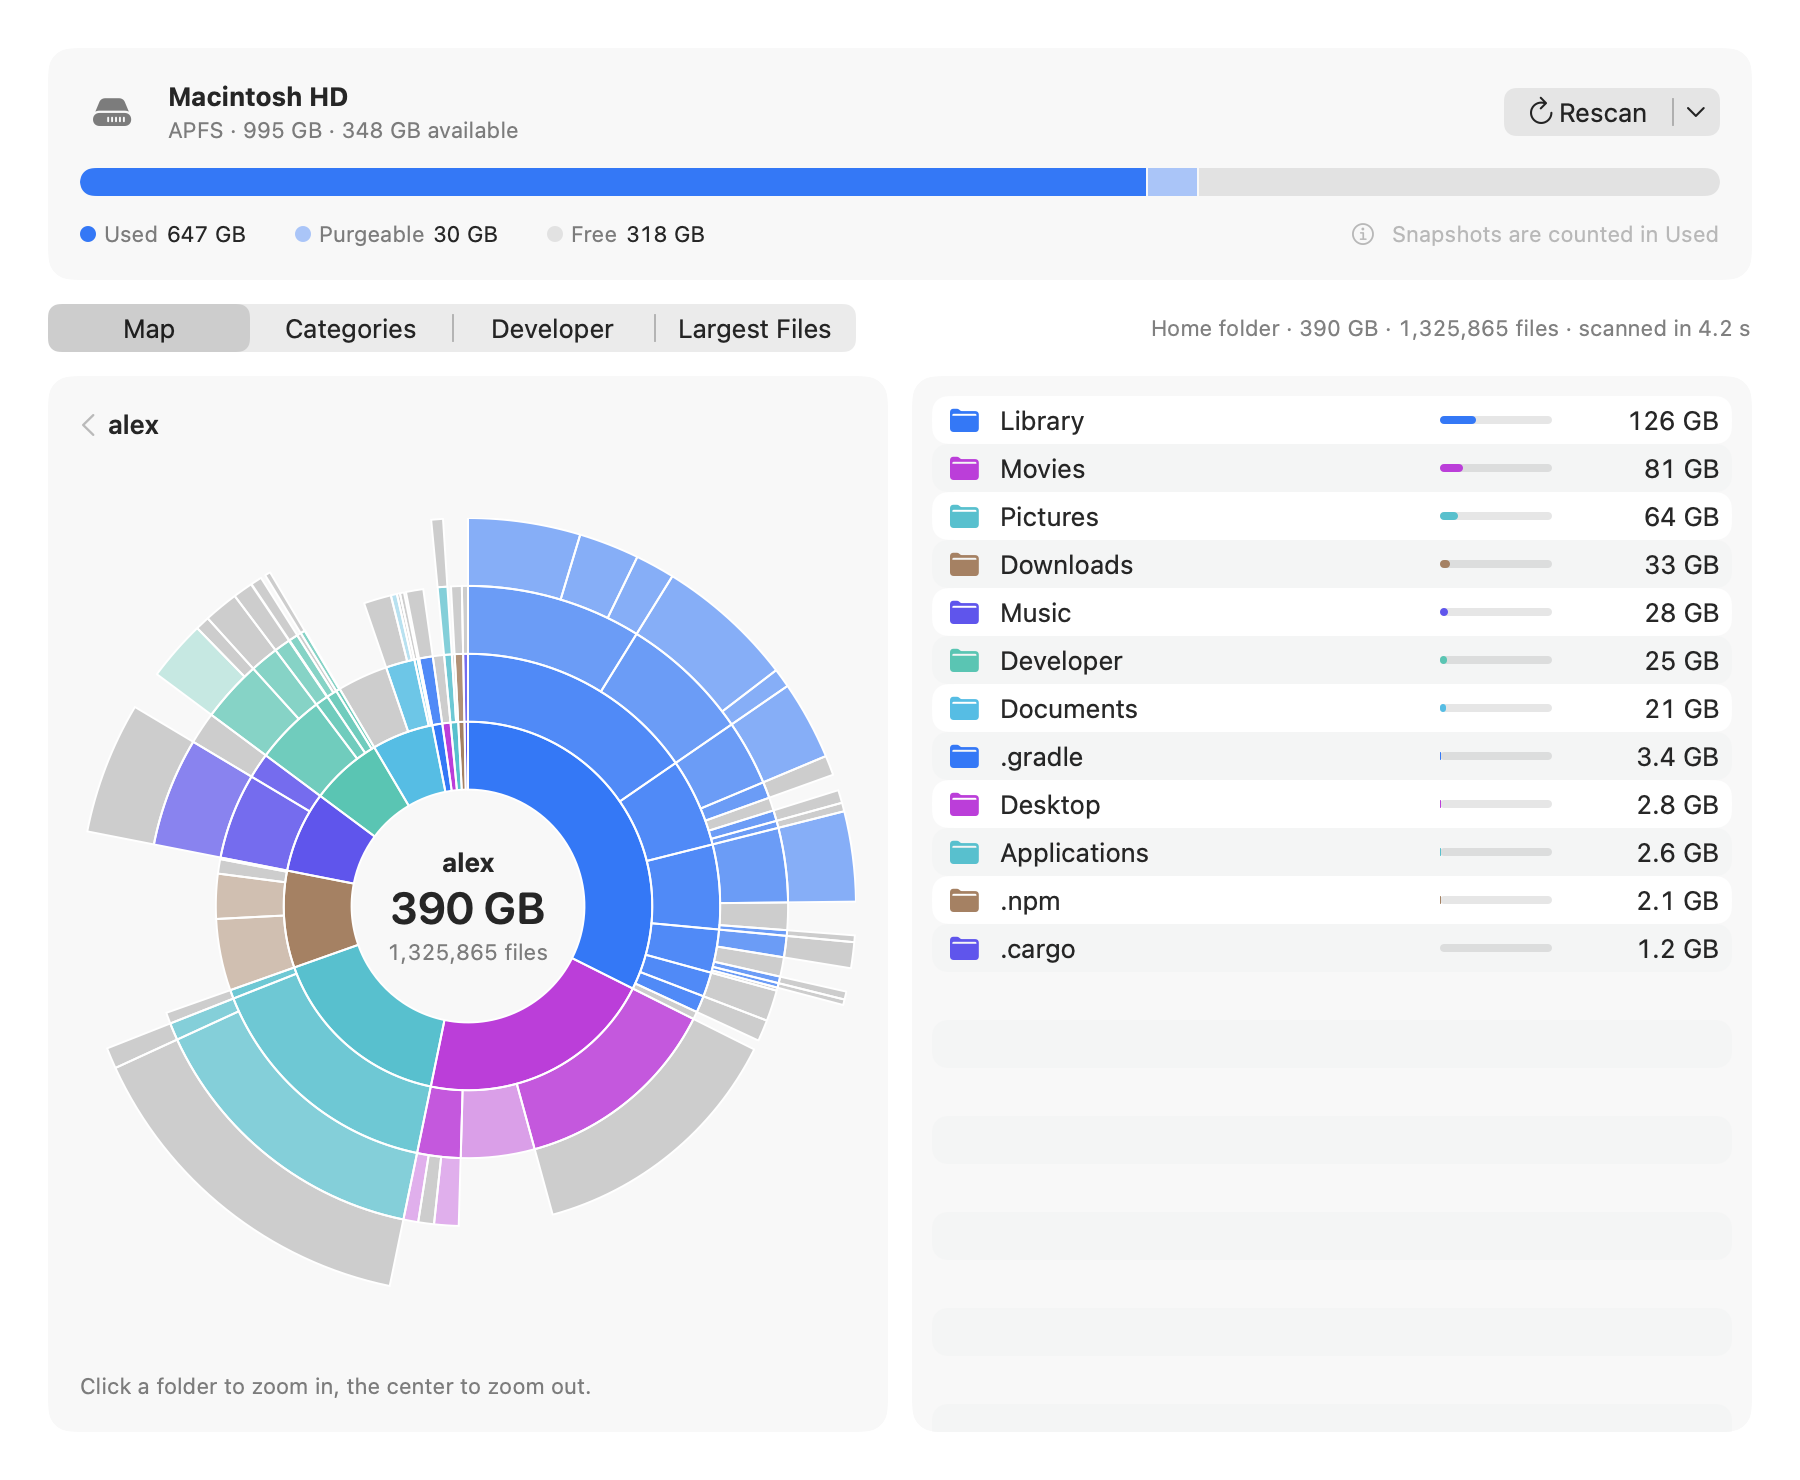 Macintosh HD
APFS · 995 GB · 348 GB available
Rescan
Used 647 GB
Purgeable 30 GB
Free 318 GB
Snapshots are counted in Used
Map
Categories
Developer
Largest Files
Home folder · 390 GB · 1,325,865 files · scanned in 4.2 s
alex
alex
390 GB
1,325,865 files
Click a folder to zoom in, the center to zoom out.
Library 126 GB
Movies 81 GB
Pictures 64 GB
Downloads 33 GB
Music 28 GB
Developer 25 GB
Documents 21 GB
.gradle 3.4 GB
Desktop 2.8 GB
Applications 2.6 GB
.npm 2.1 GB
.cargo 1.2 GB